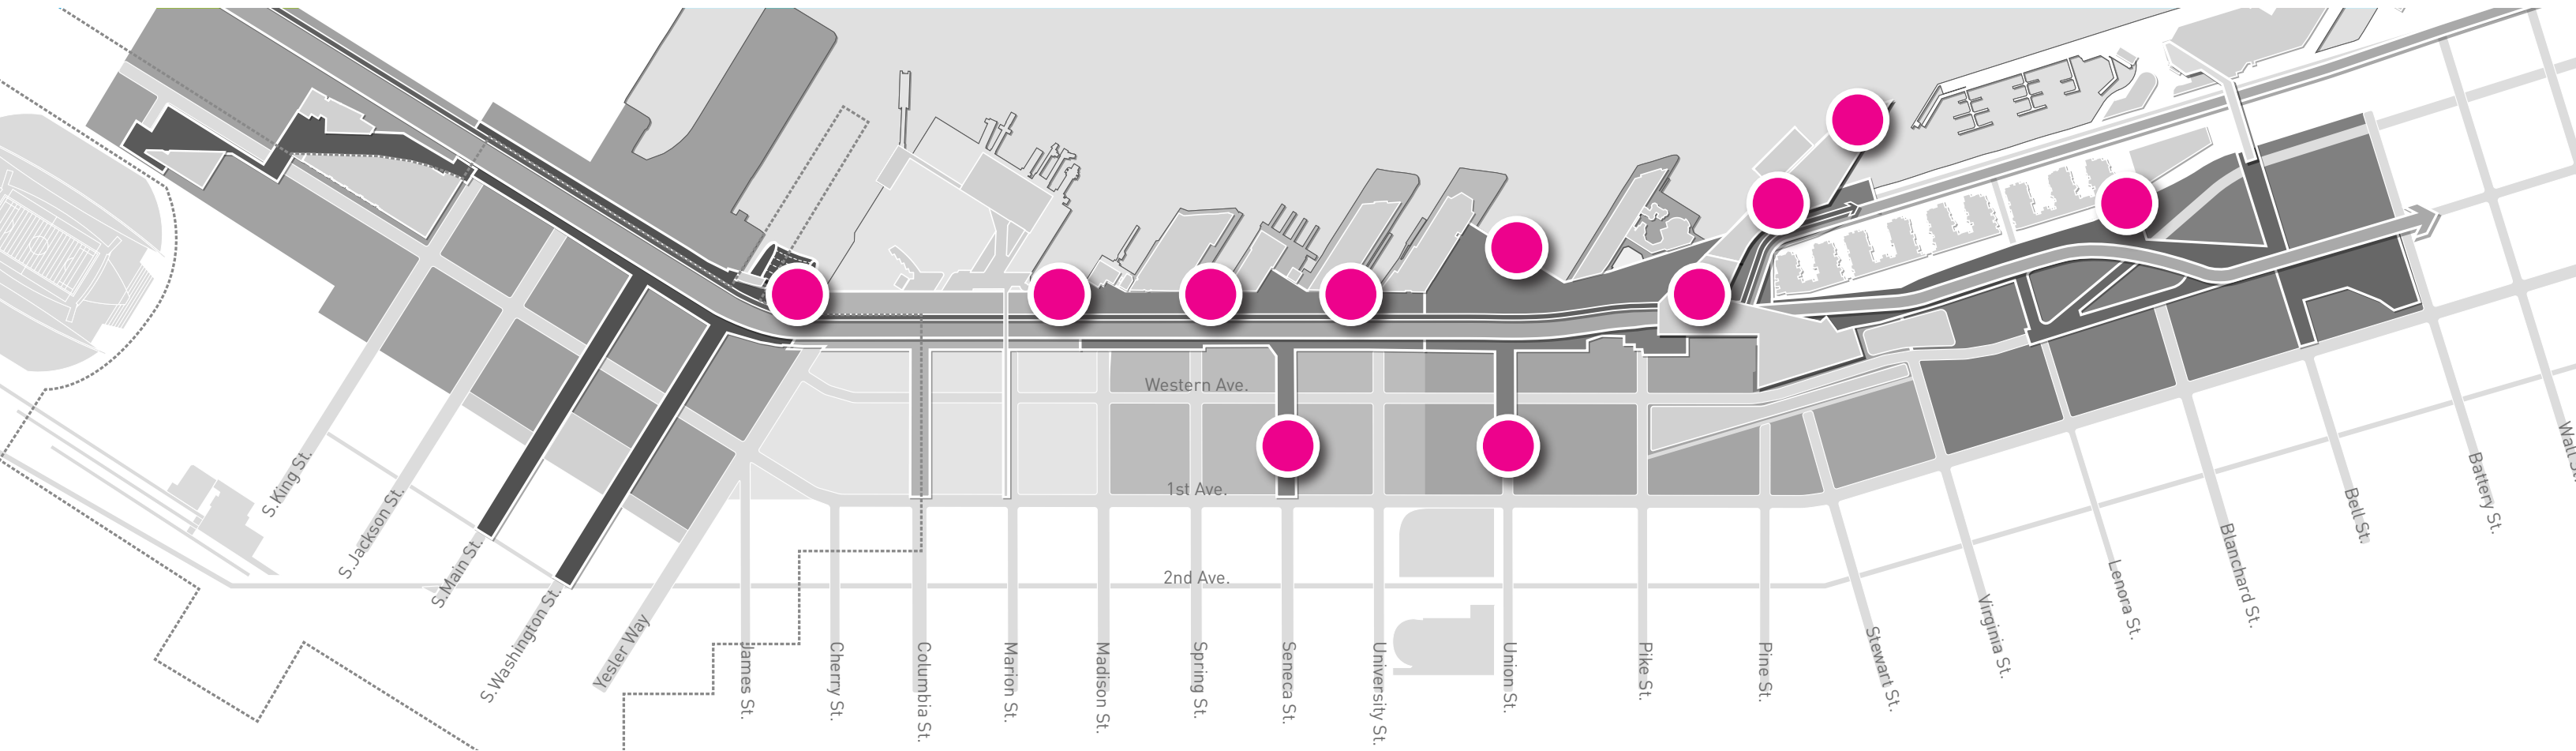 Western Ave.
1st Ave.
2nd Ave.
S.King St.
S.Jackson St.
S.Main St.
S.Washington St.
Yesler Way
James St.
Cherry St.
Columbia St.
Marion St.
Madison St.
Spring St.
Seneca St.
University St.
Union St.
Pike St.
Pine St.
Stewart St.
Virginia St.
Lenora St.
Blanchard St.
Bell St.
Battery St.